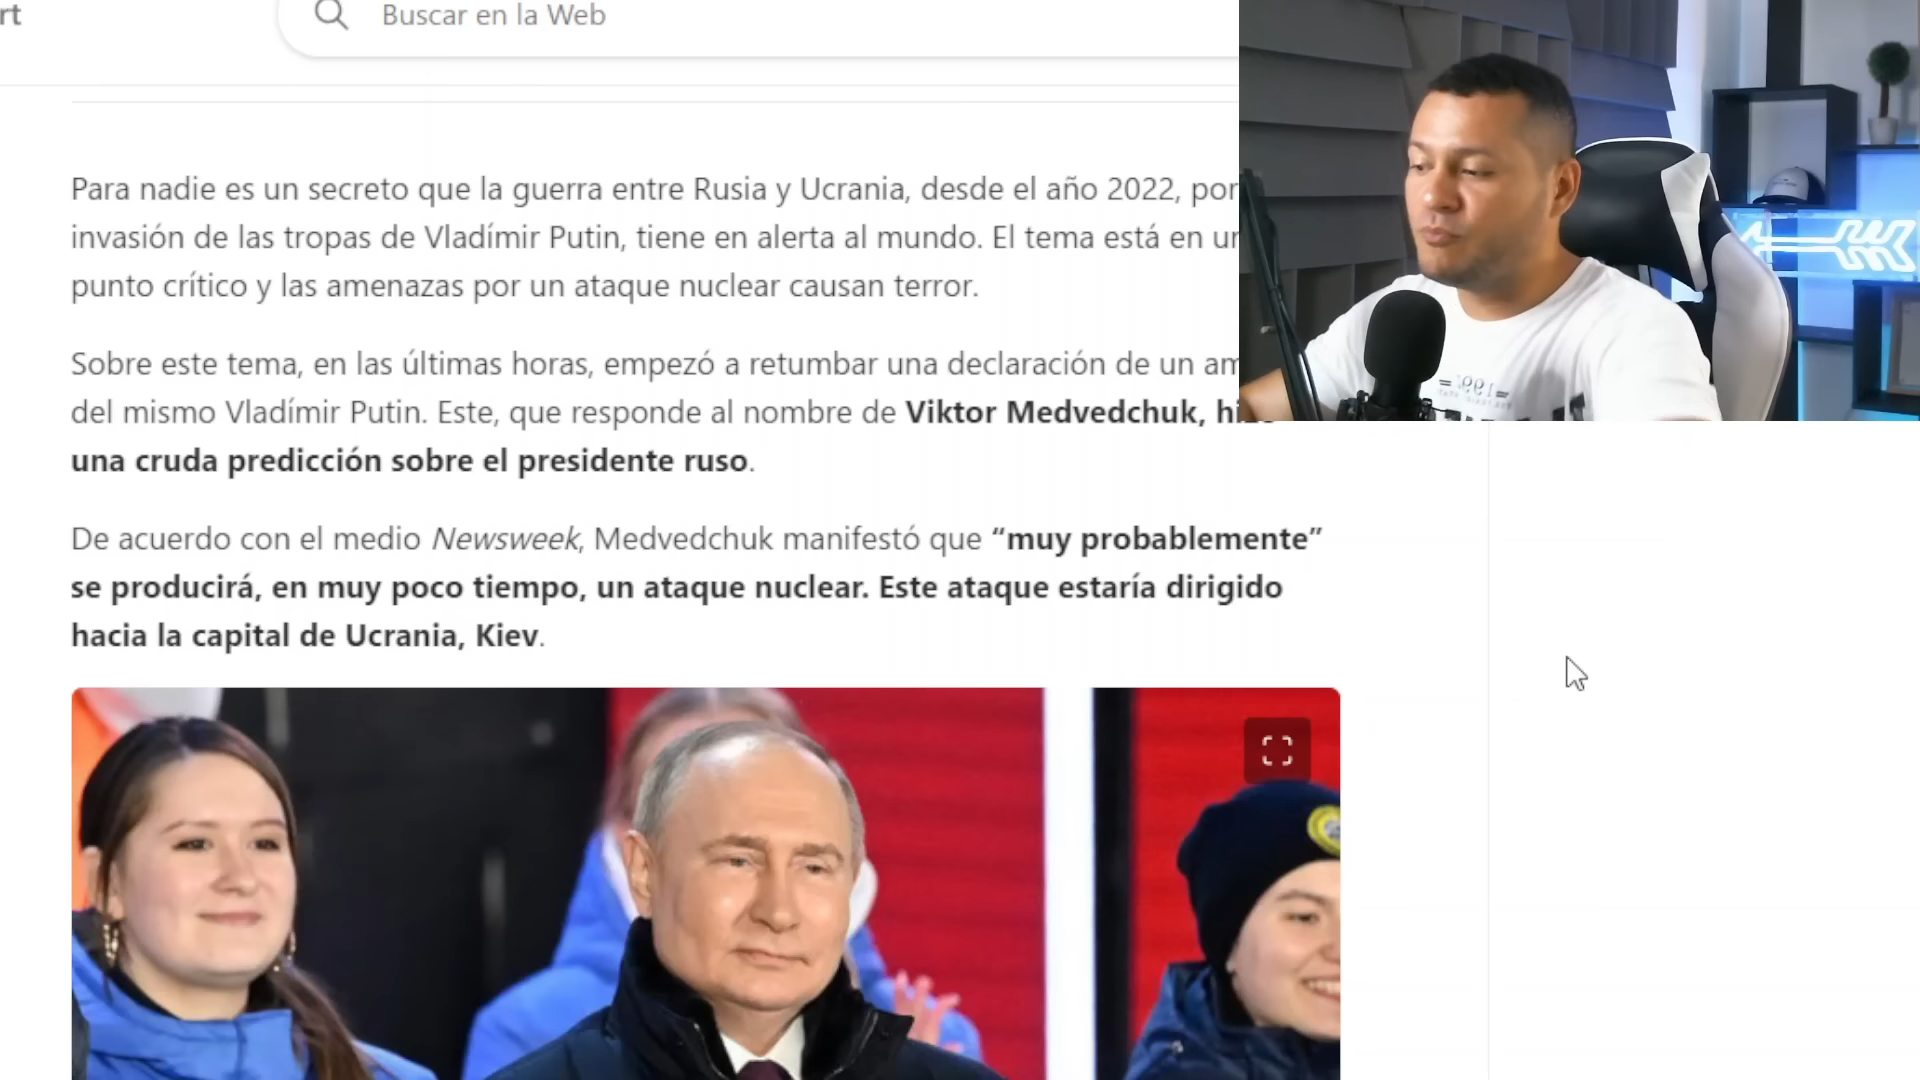 rt
Buscar en la Web
Para nadie es un secreto que la guerra entre Rusia y Ucrania, desde el año 2022, por
invasión de las tropas de Vladímir Putin, tiene en alerta al mundo. El tema está en un
punto crítico y las amenazas por un ataque nuclear causan terror.
Sobre este tema, en las últimas horas, empezó a retumbar una declaración de un am
del mismo Vladímir Putin. Este, que responde al nombre de Viktor Medvedchuk, hizo
una cruda predicción sobre el presidente ruso.
De acuerdo con el medio Newsweek, Medvedchuk manifestó que “muy probablemente”
se producirá, en muy poco tiempo, un ataque nuclear. Este ataque estaría dirigido
hacia la capital de Ucrania, Kiev.